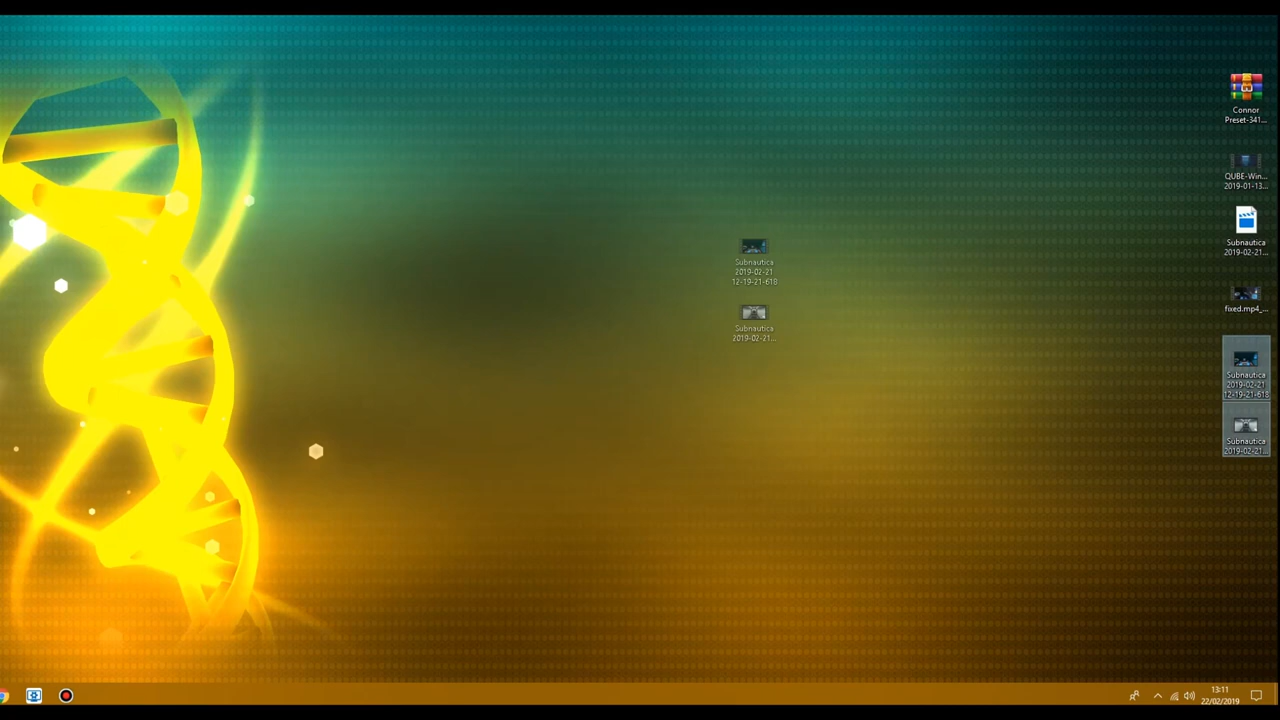 Connor
Preset-341...
QUBE-Win...
2019-01-13...
Subnautica
2019-02-21...
fixed.mp4_...
Subnautica
2019-02-21
12-19-21-618
Subnautica
2019-02-21...
Subnautica
2019-02-21
12-19-21-618
Subnautica
2019-02-21...
13:11
22/02/2019